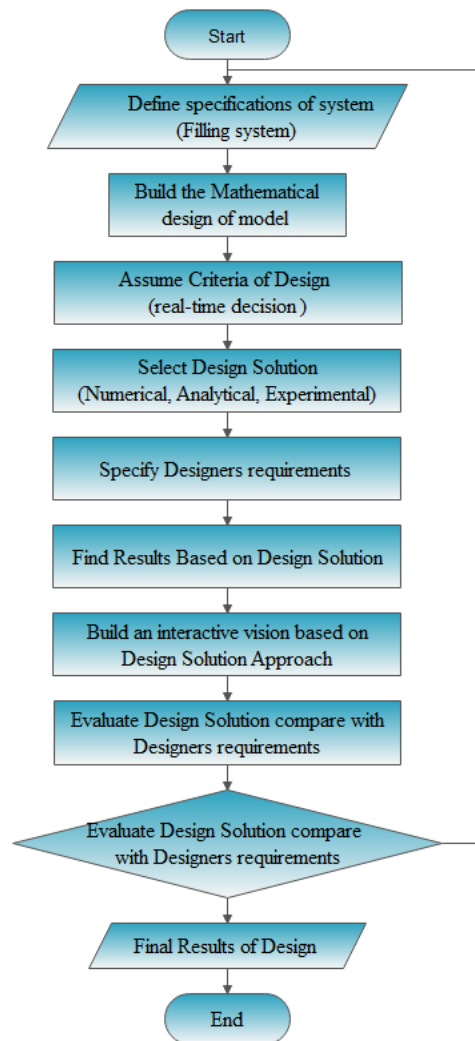 Start
Define specifications of system
(Filling system)
Build the Mathematical
design of model
Assume Criteria of Design
(real-time decision )
Select Design Solution
(Numerical, Analytical, Experimental)
Specify Designers requirements
Find Results Based on Design Solution
Build an interactive vision based on
Design Solution Approach
Evaluate Design Solution compare with
Designers requirements
Evaluate Design Solution compare
with Designers requirements
Final Results of Design
End